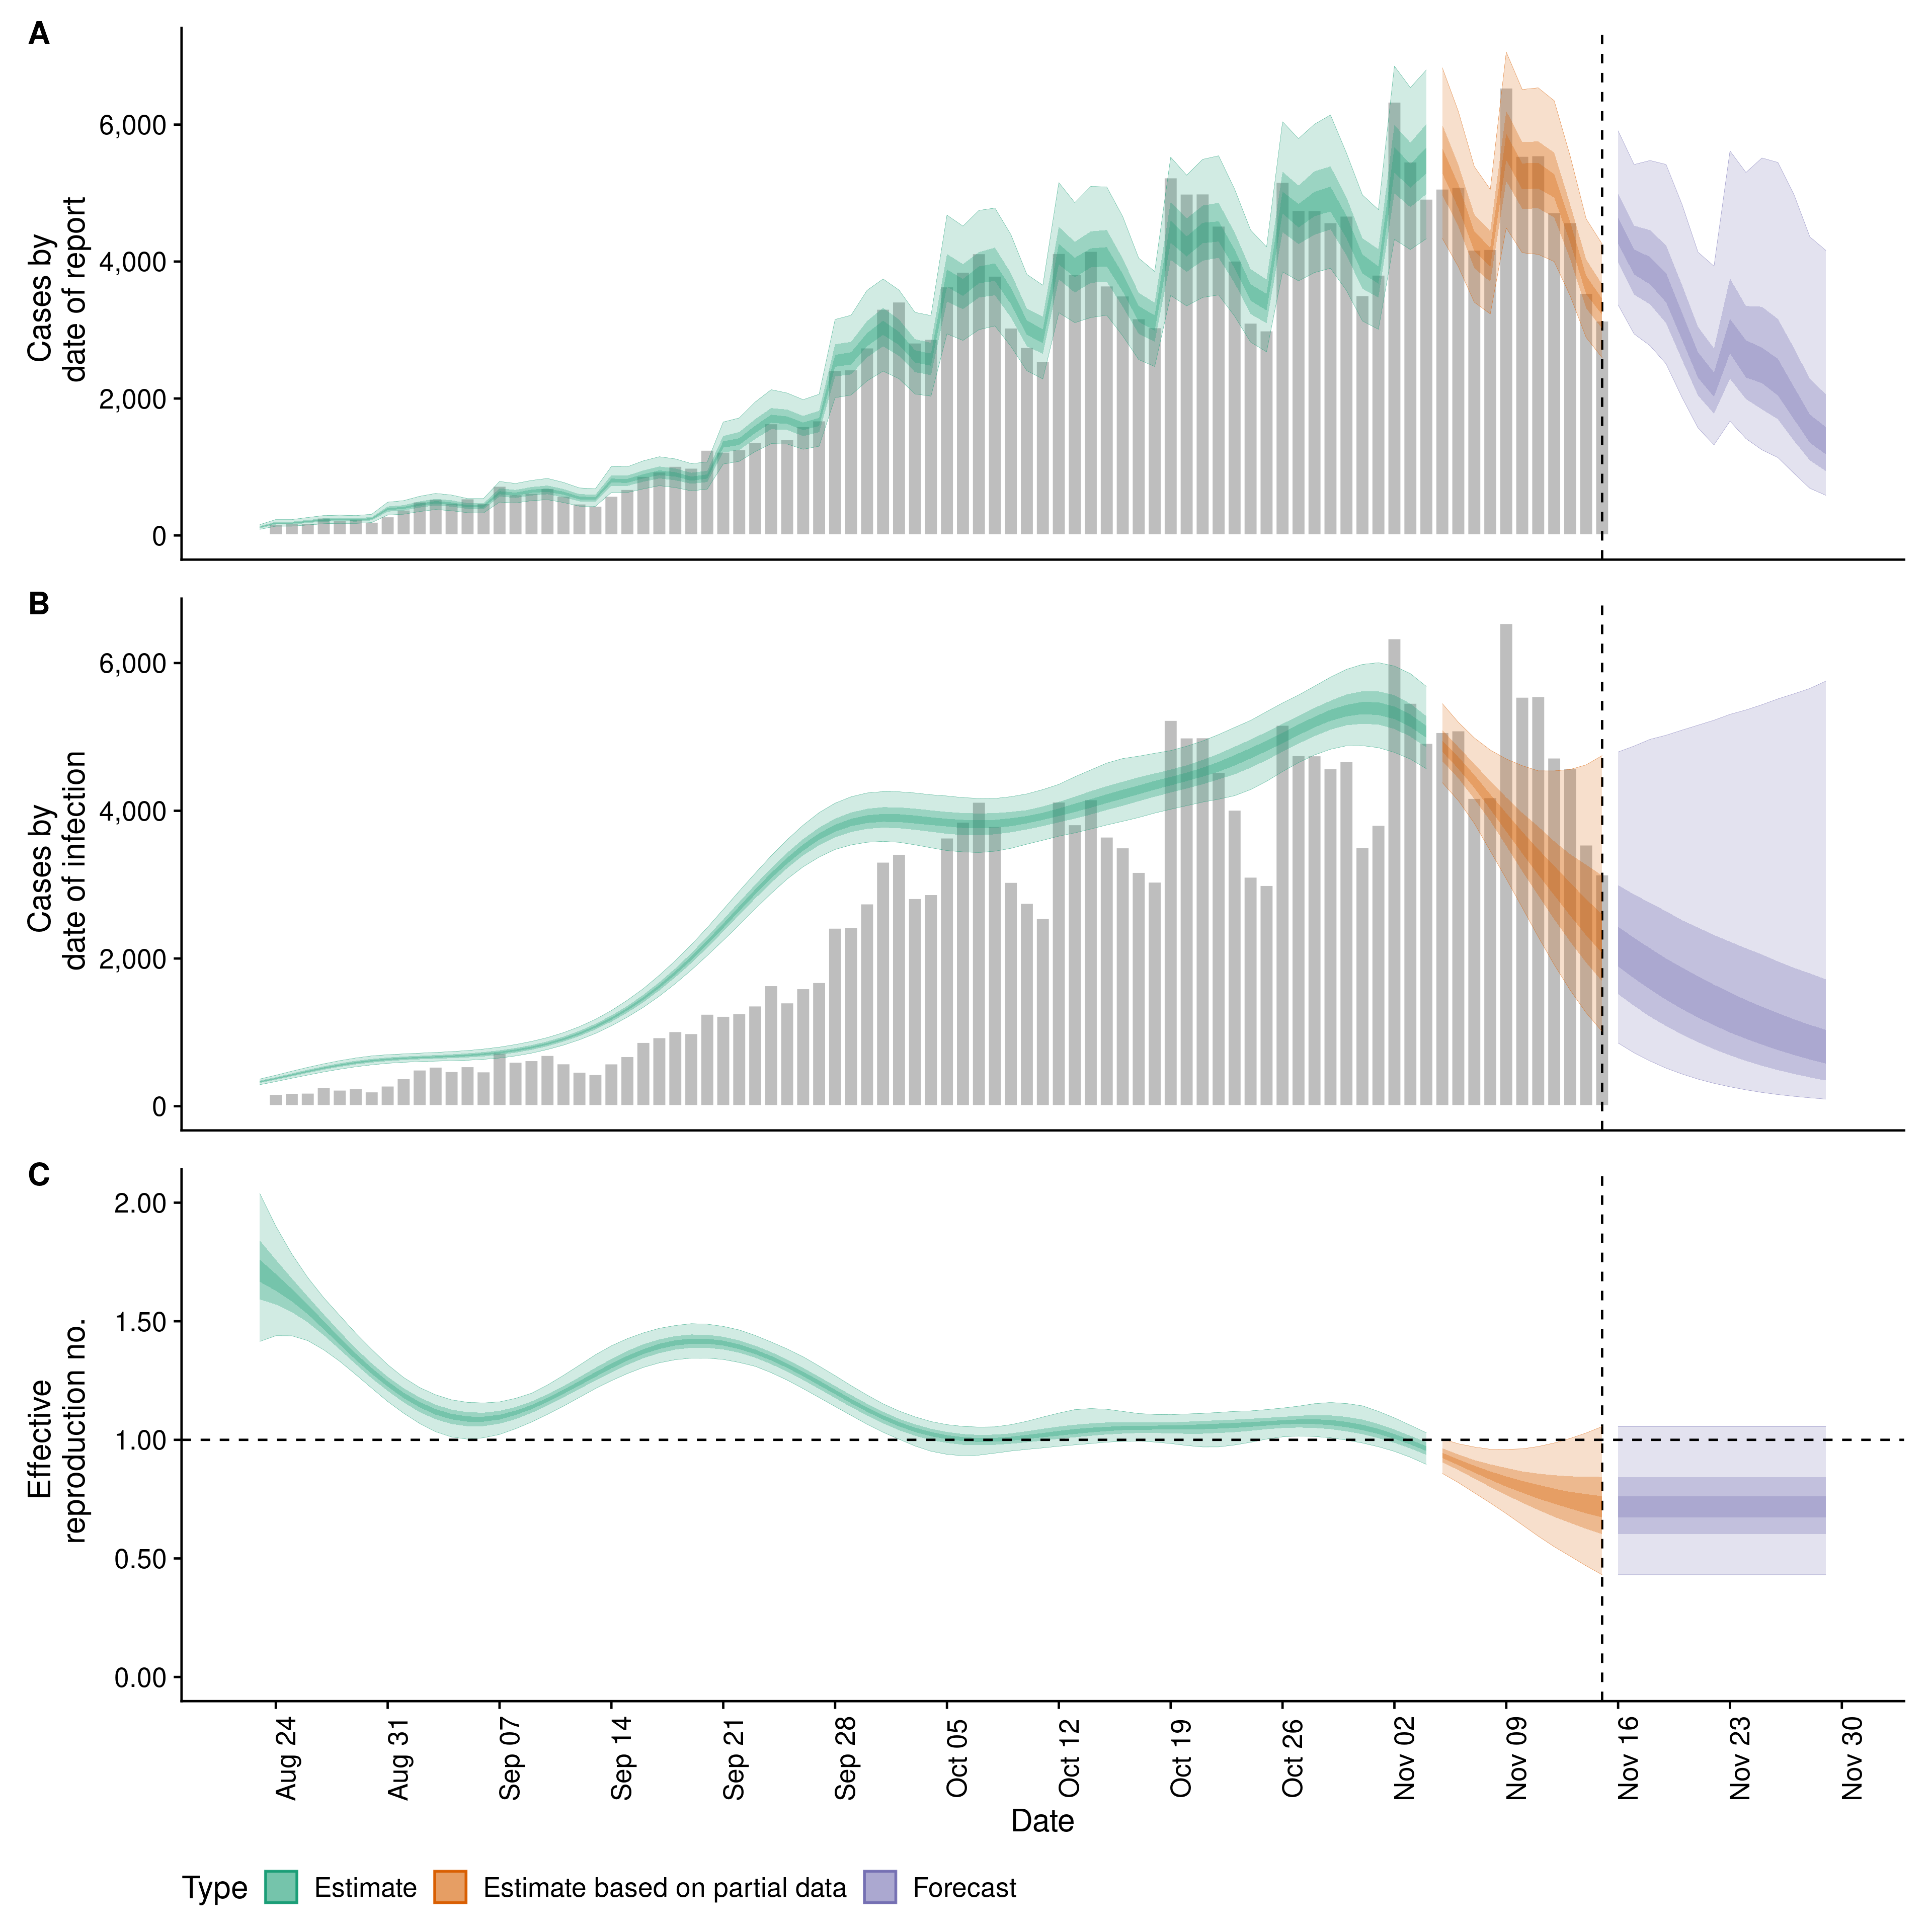 A
Cases by
date of report
6,000
4,000
2,000
0
B
Cases by
date of infection
6,000
4,000
2,000
0
C
Effective
reproduction no.
2.00
1.50
1.00
0.50
0.00
Aug 24
Aug 31
Sep 07
Sep 14
Sep 21
Sep 28
Oct 05
Oct 12
Oct 19
Oct 26
Nov 02
Nov 09
Nov 16
Nov 23
Nov 30
Date
Type Estimate Estimate based on partial data Forecast